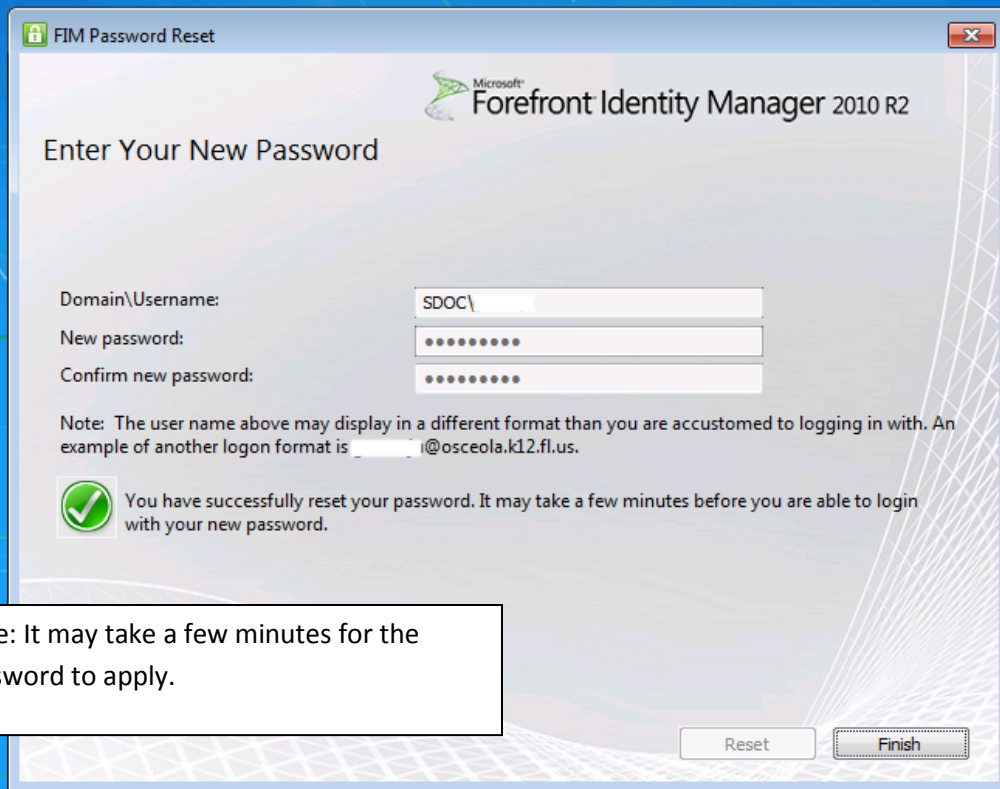 FIM Password Reset
Microsoft
Forefront Identity Manager 2010 R2
Enter Your New Password
Domain\Username:
SDOC\
New password:
●●●●●●●●●
Confirm new password:
●●●●●●●●●
Note: The user name above may display in a different format than you are accustomed to logging in with. An
example of another logon format is @osceola.k12.fl.us.
You have successfully reset your password. It may take a few minutes before you are able to login
with your new password.
e: It may take a few minutes for the
sword to apply.
Reset
Finish